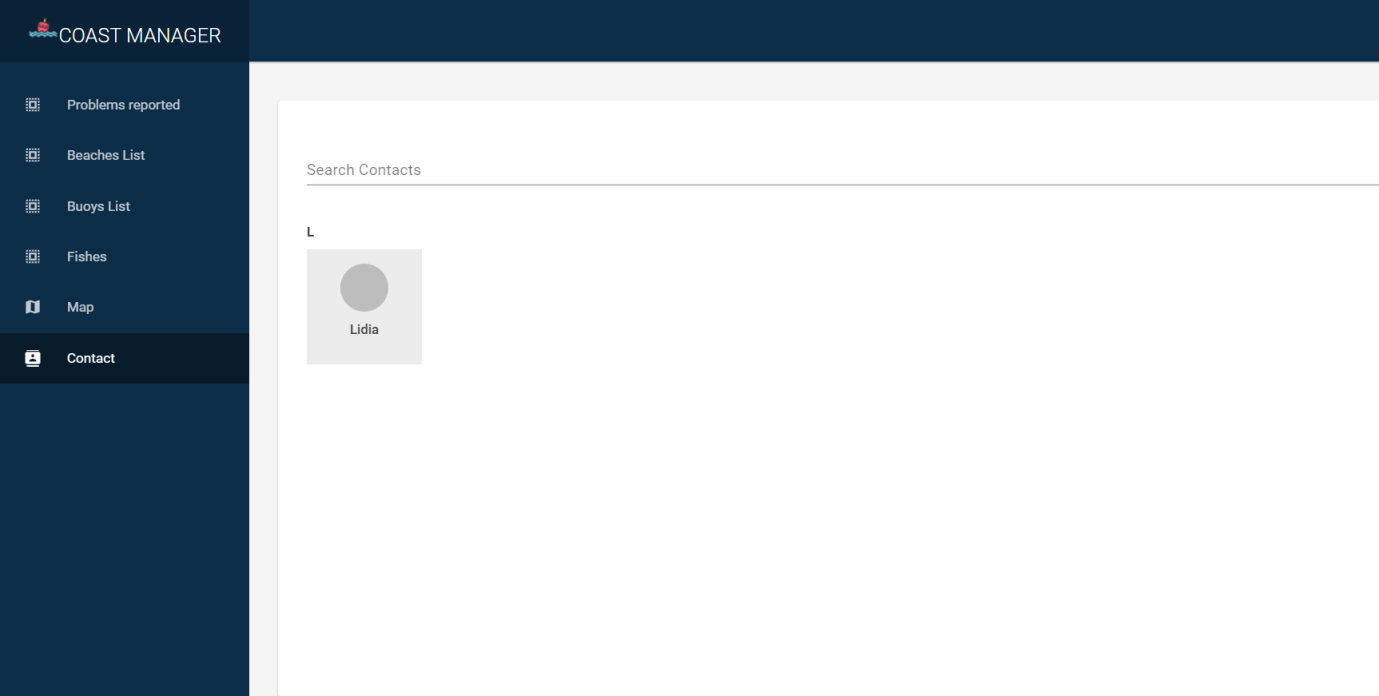 COAST MANAGER
Problems reported
Beaches List
Buoys List
Fishes
Map
Contact
Search Contacts
L
Lidia